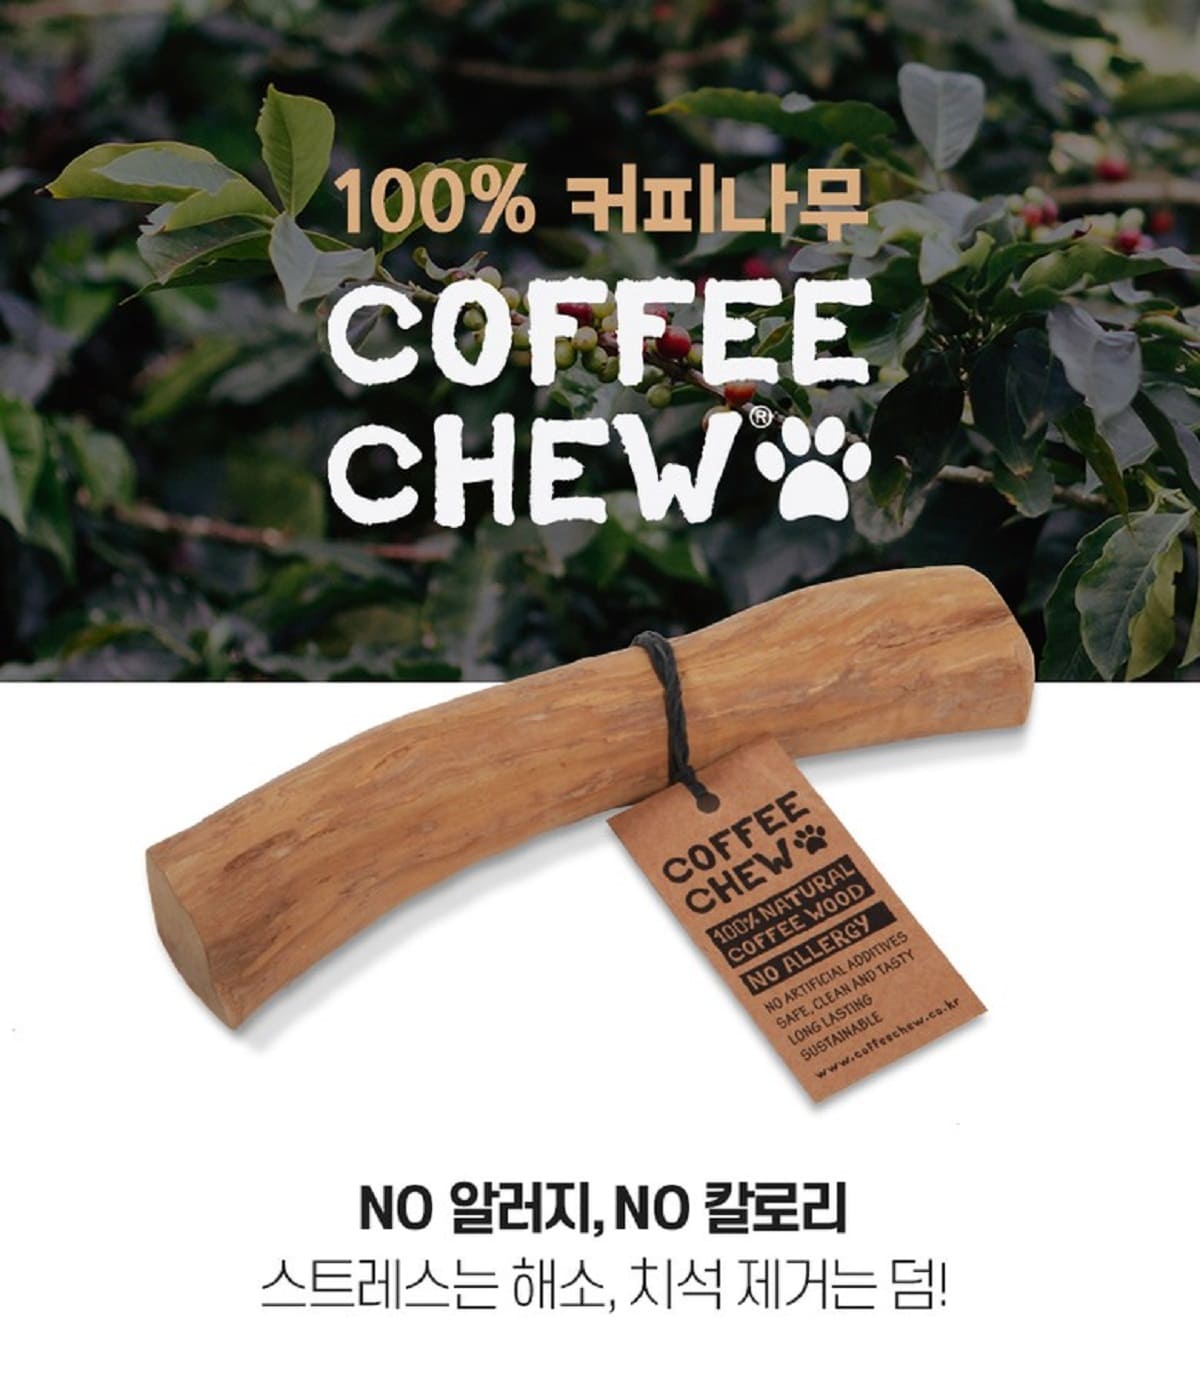 100% 커피나무
COFFEE
CHEW®
COFFEE
CHEW
100% NATURAL
COFFEE WOOD
NO ALLERGY
NO ARTIFICIAL ADDITIVES
SAFE, CLEAN AND TASTY
LONG LASTING
SUSTAINABLE
www.coffeechew.co.kr
NO 알러지, NO 칼로리
스트레스는 해소, 치석 제거는 덤!